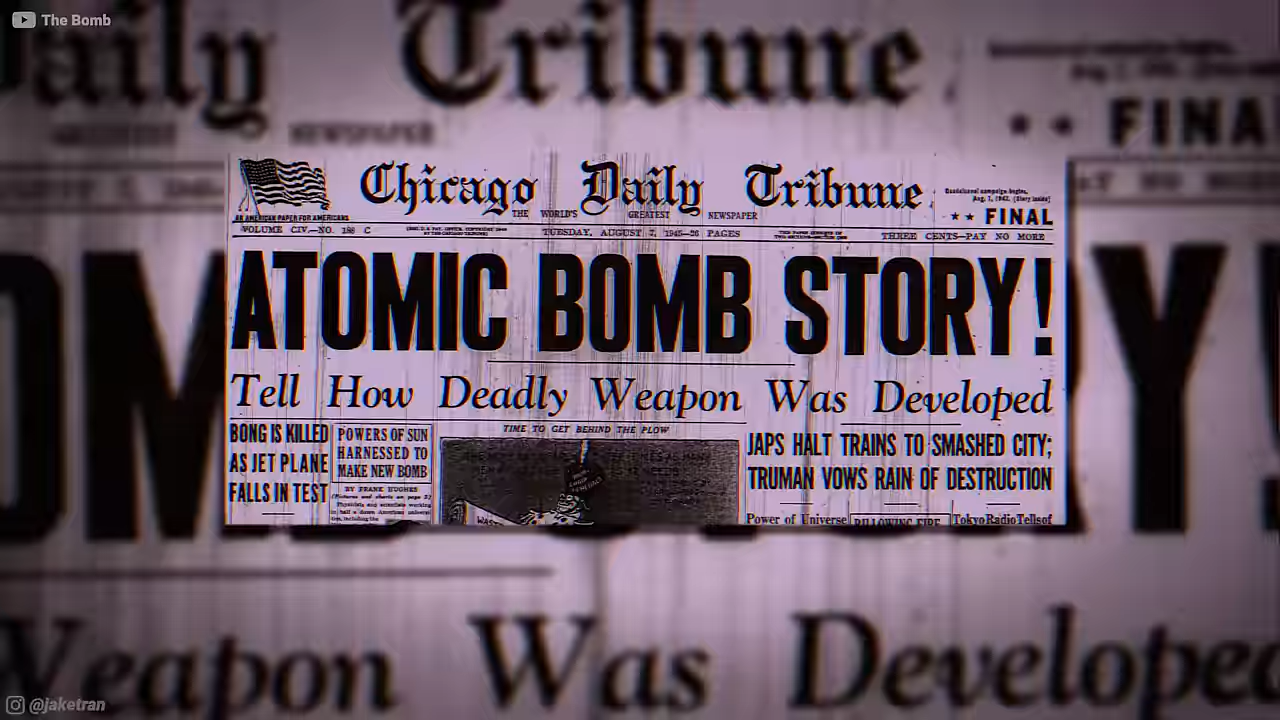 The Bomb
Daily Tribune
NEWSPAPER
FINAL
Chicago Daily Tribune
AN AMERICAN PAPER FOR AMERICANS
THE WORLD'S GREATEST NEWSPAPER
★★ FINAL
VOLUME CIV.—NO. 188 C
TUESDAY, AUGUST 7, 1945—26 PAGES
THREE CENTS—PAY NO MORE
ATOMIC BOMB STORY!
Tell How Deadly Weapon Was Developed
BONG IS KILLED
AS JET PLANE
FALLS IN TEST
POWERS OF SUN
HARNESSED TO
MAKE NEW BOMB
BY FRANK HUGHES
TIME TO GET BEHIND THE PLOW
JAPS HALT TRAINS TO SMASHED CITY;
TRUMAN VOWS RAIN OF DESTRUCTION
Power of Universe
Tokyo Radio Tells of
Weapon Was Developed
@jaketran